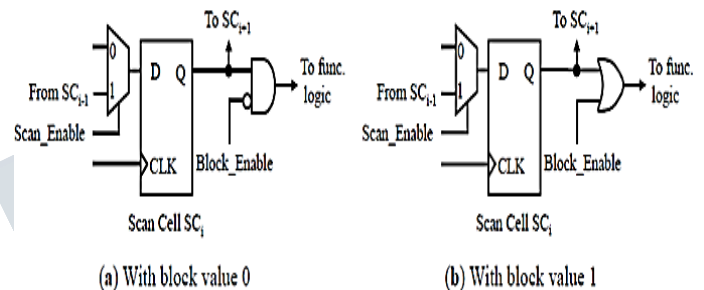 To SCi+1
0
D Q
To func.
logic
From SCi-1
1
Scan_Enable
CLK
Block_Enable
Scan Cell SCi
(a) With block value 0
To SCi+1
0
D Q
To func.
logic
From SCi-1
1
Scan_Enable
CLK
Block_Enable
Scan Cell SCi
(b) With block value 1